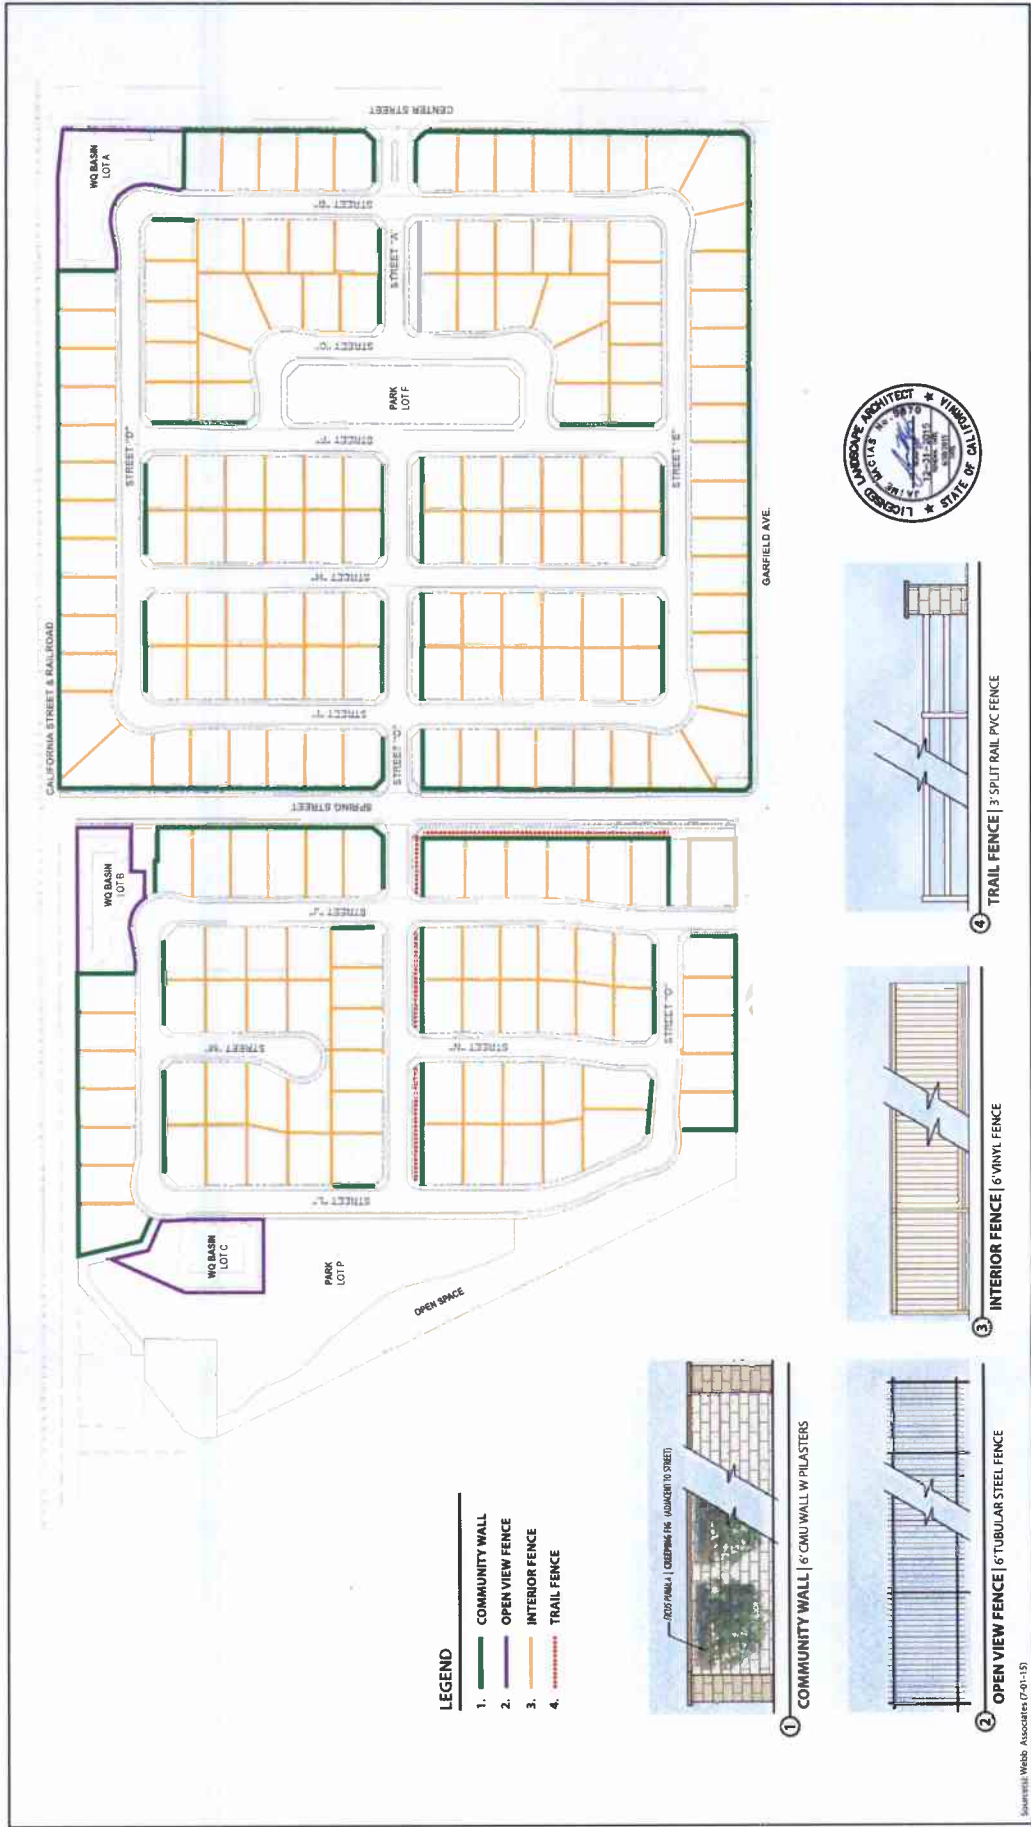 CALIFORNIA STREET & RAILROAD
WQ BASIN
LOT C
WQ BASIN
LOT B
WQ BASIN
LOT A
PARK
LOT P
OPEN SPACE
PARK
LOT F
STREET "L"
STREET "M"
STREET "N"
STREET "J"
STREET "O"
SPRING STREET
STREET "I"
STREET "H"
STREET "F"
STREET "C"
STREET "B"
STREET "D"
STREET "A"
STREET "E"
CENTER STREET
GARFIELD AVE.
LEGEND
1. COMMUNITY WALL
2. OPEN VIEW FENCE
3. INTERIOR FENCE
4. TRAIL FENCE
FICUS PUMILA | CREEPING FIG (ADJACENT TO STREET)
1 COMMUNITY WALL | 6' CMU WALL W PILASTERS
2 OPEN VIEW FENCE | 6' TUBULAR STEEL FENCE
3 INTERIOR FENCE | 6' VINYL FENCE
4 TRAIL FENCE | 3' SPLIT RAIL PVC FENCE
LICENSED LANDSCAPE ARCHITECT
JAIME MACIAS
STATE OF CALIFORNIA
12-31-2015
Source(s): Webb Associates (7-01-15)